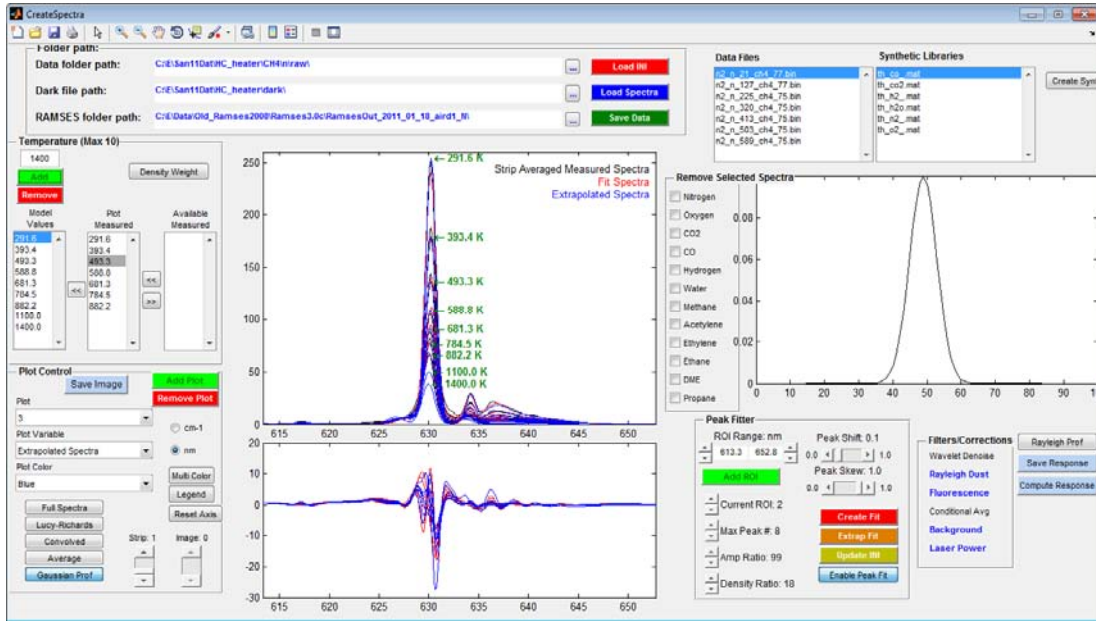 CreateSpectra
Folder path:
Data folder path:
C:\E\San11Dat\HC_heater\CH4\n\raw\
...
Load INI
Dark file path:
C:\E\San11Dat\HC_heater\dark\
...
Load Spectra
RAMSES folder path:
C:\E\Data\Old_Ramses2008\Ramses3.0c\RamsesOut_2011_01_18_aird1_fi\
...
Save Data
Data Files
n2_n_21_ch4_77.bin
n2_n_127_ch4_77.bin
n2_n_225_ch4_75.bin
n2_n_320_ch4_75.bin
n2_n_413_ch4_75.bin
n2_n_503_ch4_75.bin
n2_n_589_ch4_75.bin
Synthetic Libraries
th_co_.mat
th_co2.mat
th_h2_.mat
th_h2o.mat
th_n2_.mat
th_o2_.mat
Create Synt
Temperature (Max 10)
1400
Add
Density Weight
Remove
Model Values
291.6
393.4
493.3
588.8
681.3
784.5
882.2
1100.0
1400.0
<<
Plot Measured
291.6
393.4
493.3
588.8
681.3
784.5
882.2
<<
>>
Available Measured
Plot Control
Save Image
Add Plot
Remove Plot
Plot
3
cm-1
Plot Variable
Extrapolated Spectra
nm
Plot Color
Blue
Multi Color
Legend
Reset Axis
Full Spectra
Lucy-Richards
Convolved
Average
Gaussian Prof
Strip: 1
Image: 0
250
200
150
100
50
0
291.6 K
393.4 K
493.3 K
588.8 K
681.3 K
784.5 K
882.2 K
1100.0 K
1400.0 K
Strip Averaged Measured Spectra
Fit Spectra
Extrapolated Spectra
615 620 625 630 635 640 645 650
20
10
0
-10
-20
-30
615 620 625 630 635 640 645 650
Remove Selected Spectra
Nitrogen
Oxygen
CO2
CO
Hydrogen
Water
Methane
Acetylene
Ethylene
Ethane
DME
Propane
0.08
0.06
0.04
0.02
0
0 10 20 30 40 50 60 70 80 90 10
Peak Fitter
ROI Range: nm
613.3 652.8
Add ROI
Current ROI: 2
Max Peak #: 8
Amp Ratio: 99
Density Ratio: 18
Peak Shift: 0.1
0.0 1.0
Peak Skew: 1.0
0.0 1.0
Create Fit
Extrap Fit
Update INI
Enable Peak Fit
Filters/Corrections
Wavelet Denoise
Rayleigh Dust
Fluorescence
Conditional Avg
Background
Laser Power
Rayleigh Prof
Save Response
Compute Response